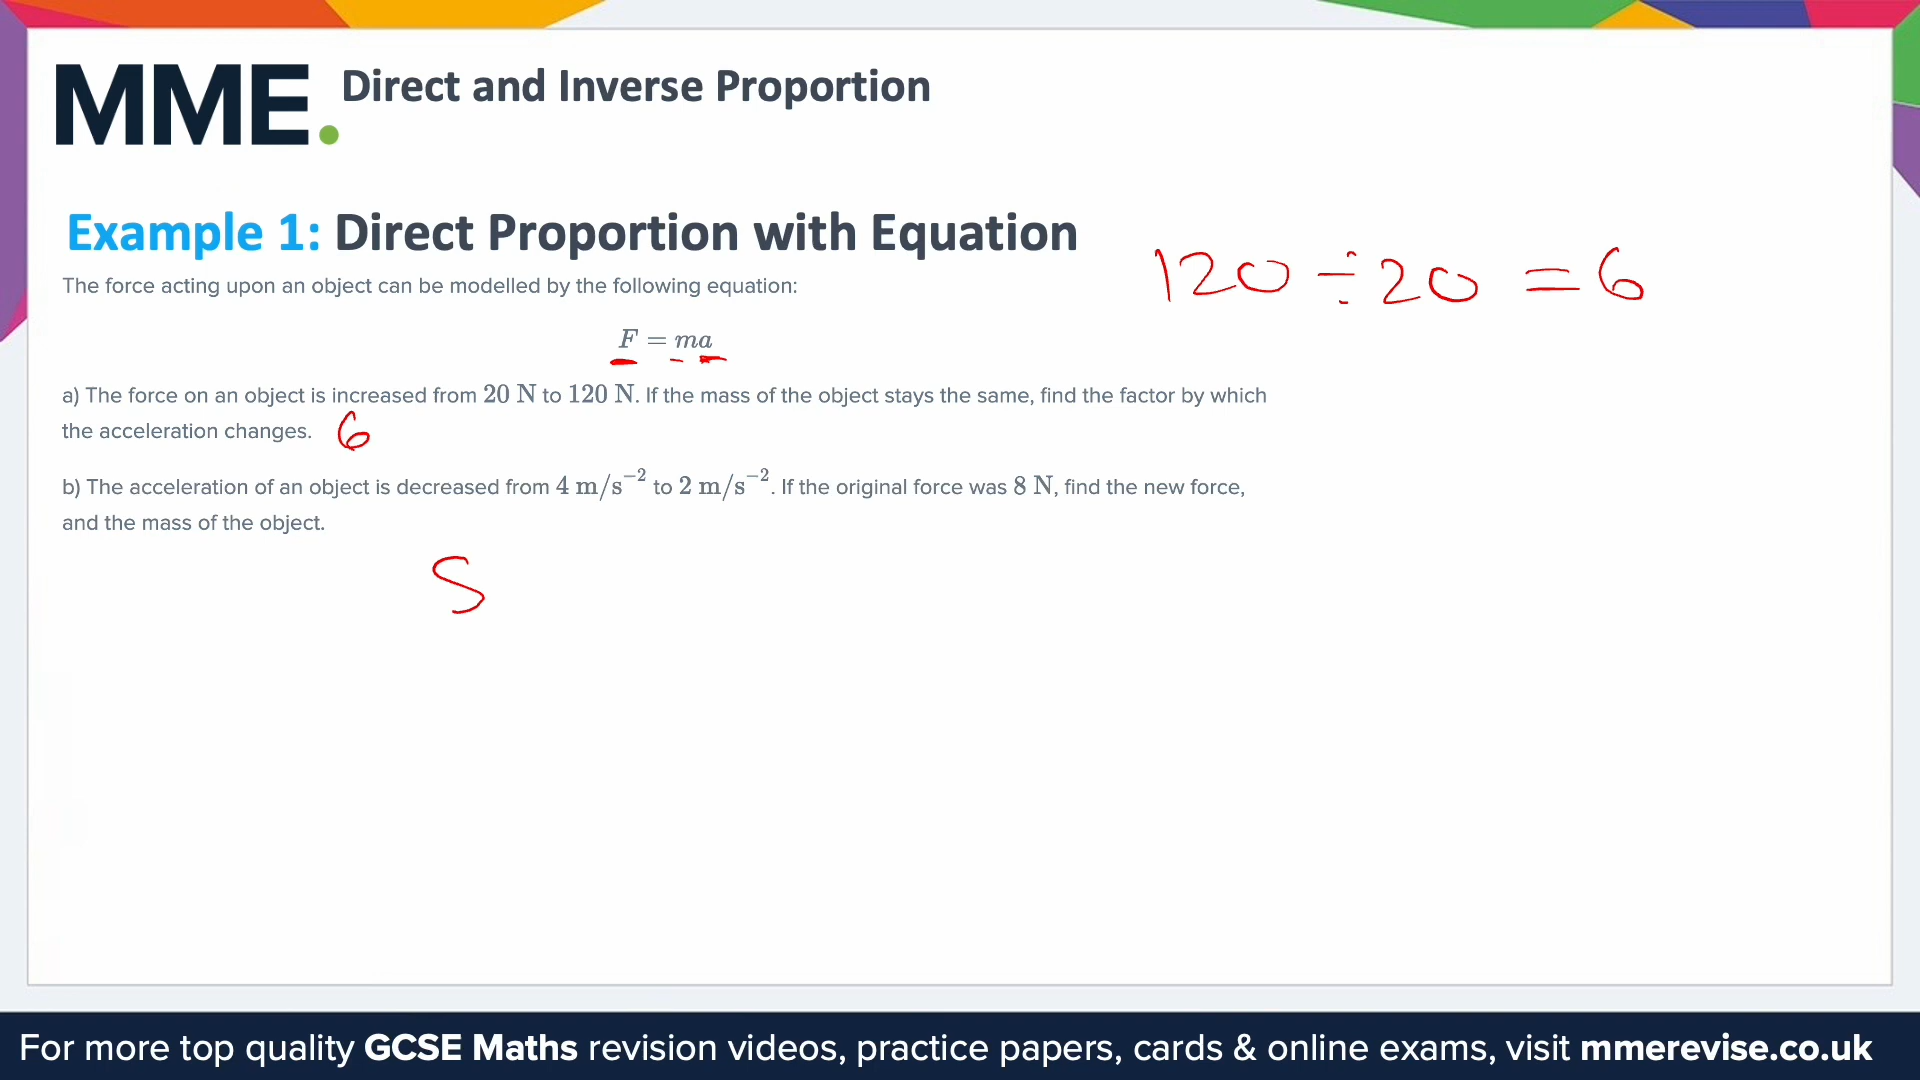 MME. Direct and Inverse Proportion
Example 1: Direct Proportion with Equation
120 ÷ 20 = 6
The force acting upon an object can be modelled by the following equation:
F = ma
a) The force on an object is increased from 20 N to 120 N. If the mass of the object stays the same, find the factor by which
the acceleration changes. 6
b) The acceleration of an object is decreased from 4 m/s⁻² to 2 m/s⁻². If the original force was 8 N, find the new force,
and the mass of the object.
S
For more top quality GCSE Maths revision videos, practice papers, cards & online exams, visit mmerevise.co.uk